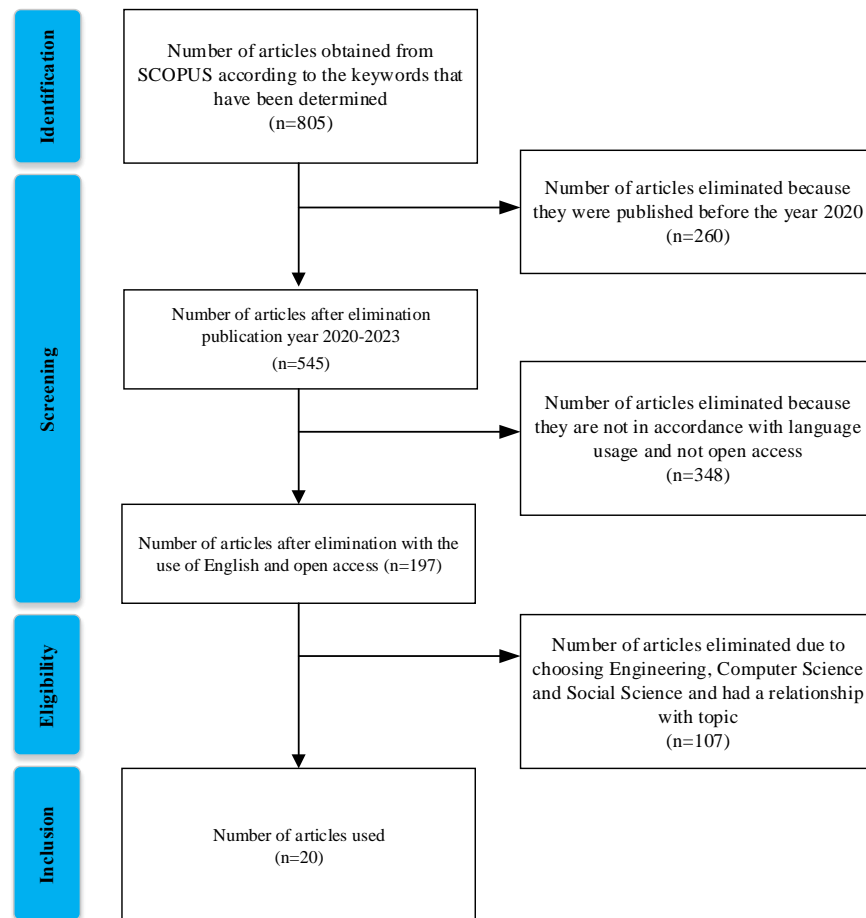 Identification
Number of articles obtained from
SCOPUS according to the keywords that
have been determined
(n=805)
Screening
Number of articles eliminated because
they were published before the year 2020
(n=260)
Number of articles after elimination
publication year 2020-2023
(n=545)
Number of articles eliminated because
they are not in accordance with language
usage and not open access
(n=348)
Number of articles after elimination with the
use of English and open access (n=197)
Eligibility
Number of articles eliminated due to
choosing Engineering, Computer Science
and Social Science and had a relationship
with topic
(n=107)
Inclusion
Number of articles used
(n=20)